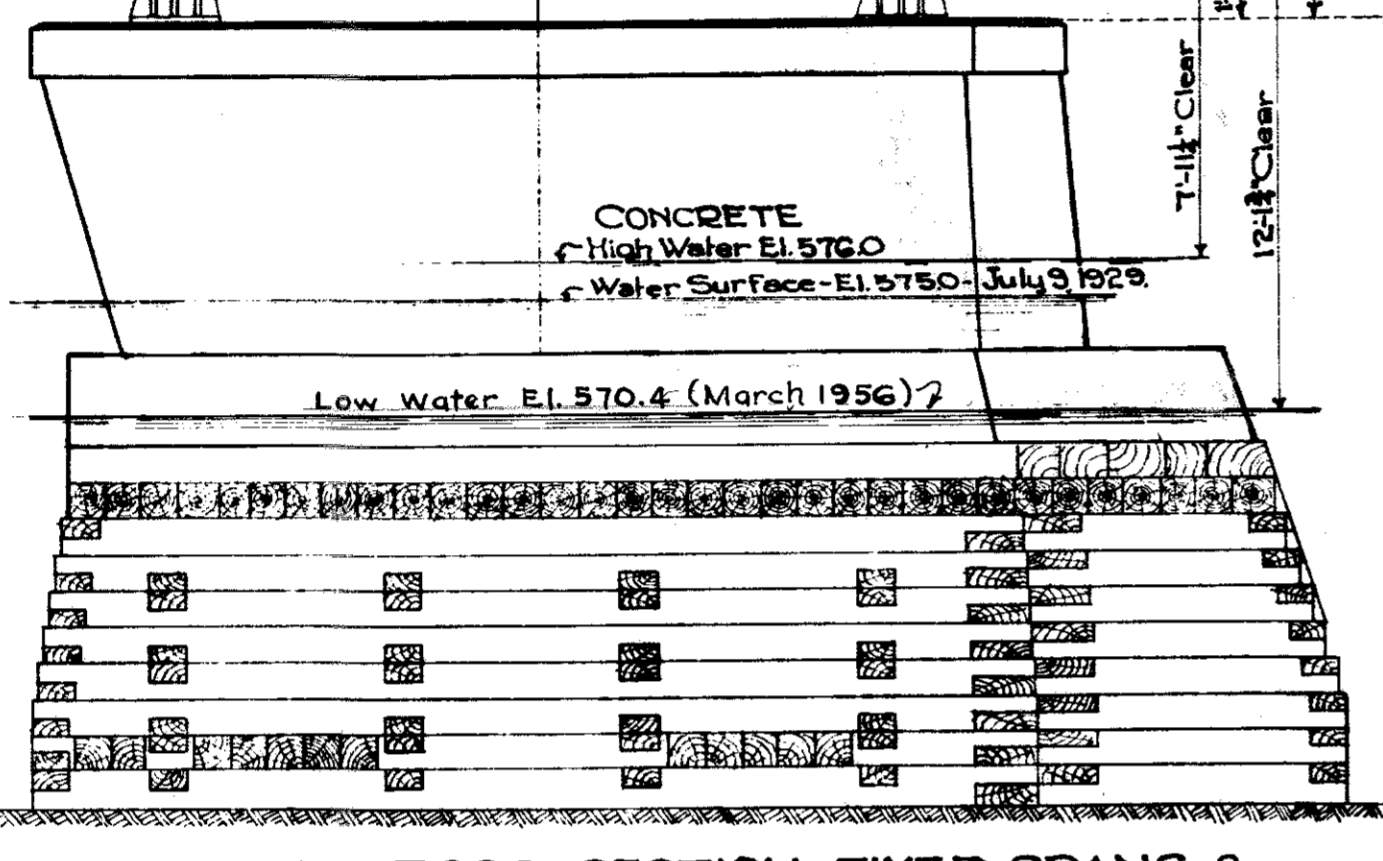 7'-11¼" Clear
12'-1¾" Clear
CONCRETE
High Water El. 576.0
Water Surface-El. 575.0-July 9, 1929.
Low Water El. 570.4 (March 1956)